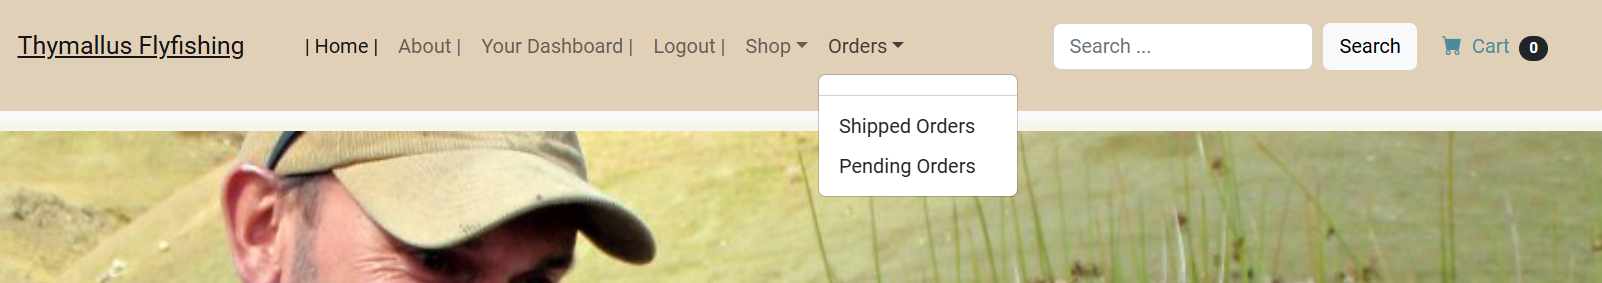 Thymallus Flyfishing | Home | About | Your Dashboard | Logout | Shop Orders Search ... Search Cart 0
Shipped Orders
Pending Orders